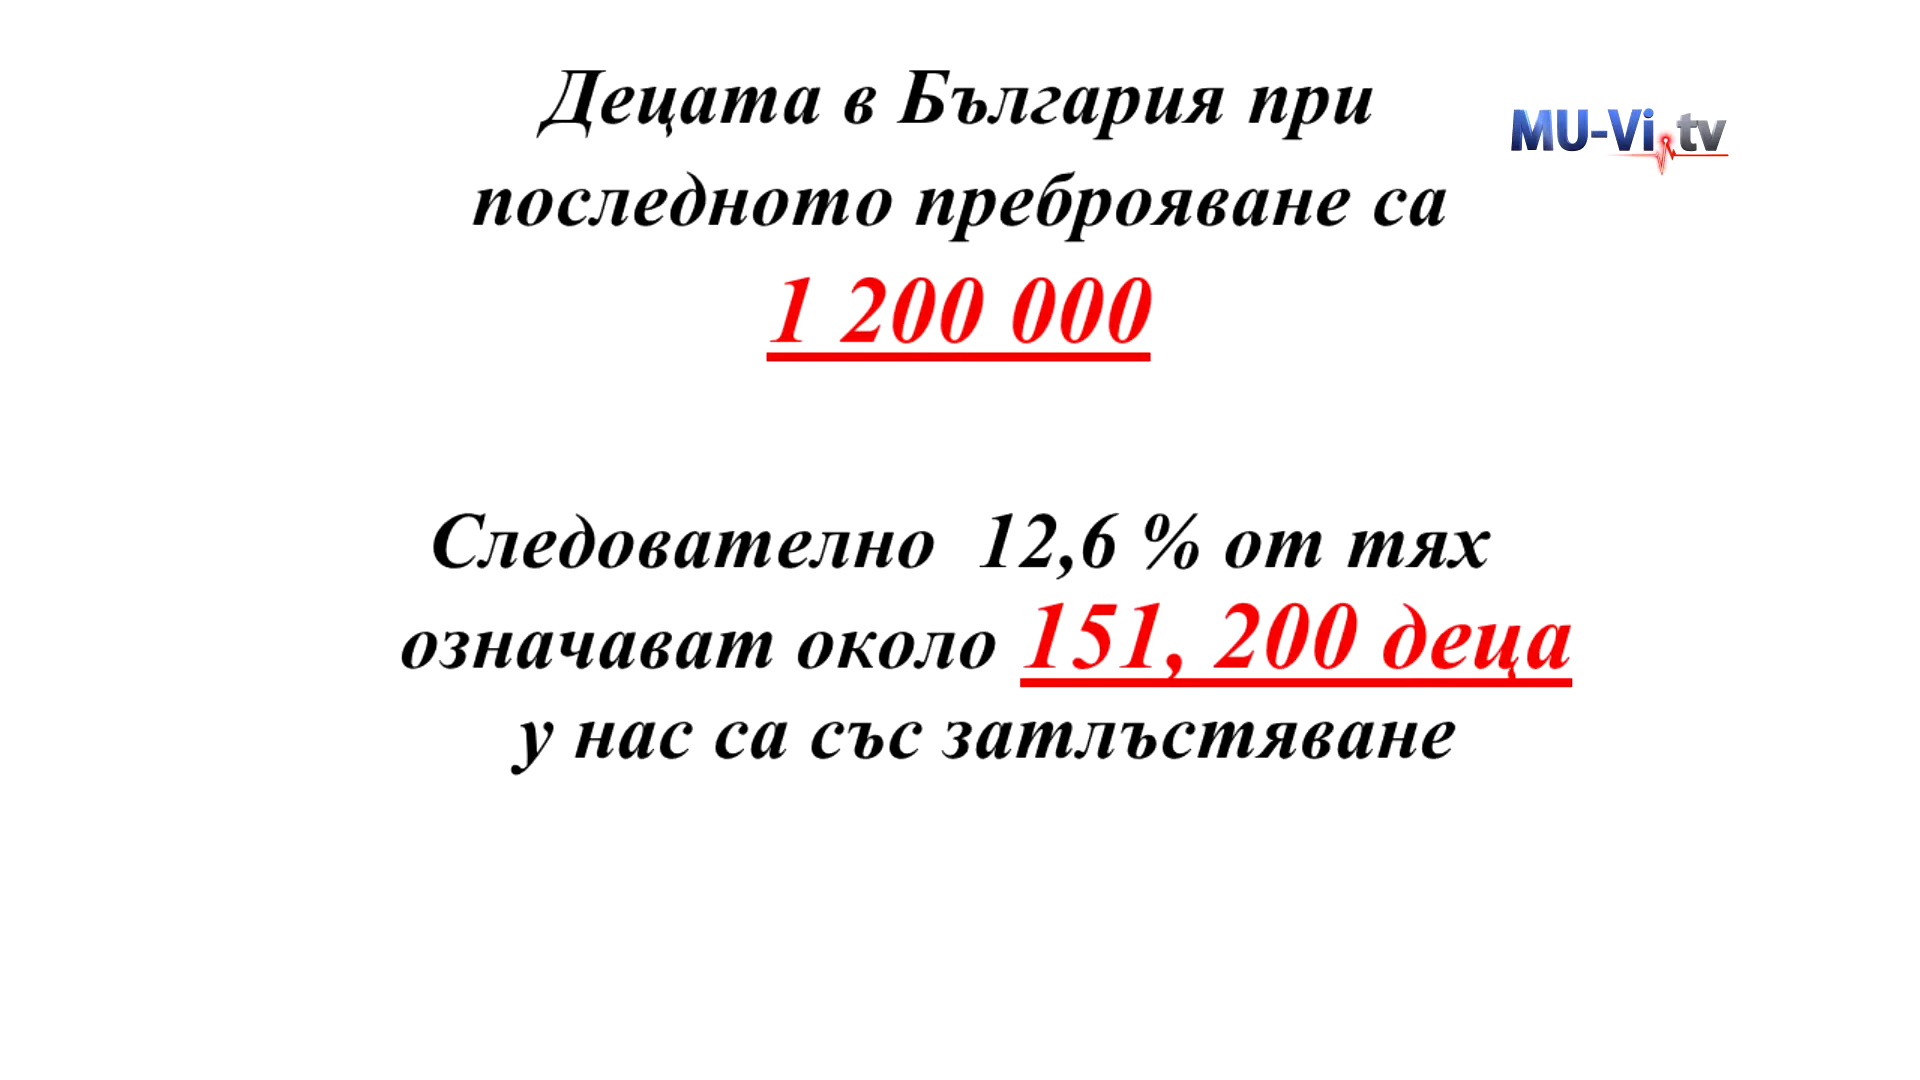 Децата в България при
MU-Vi.tv
последното преброяване са
1 200 000
Следователно 12,6 % от тях
означават около 151, 200 деца
у нас са със затлъстяване